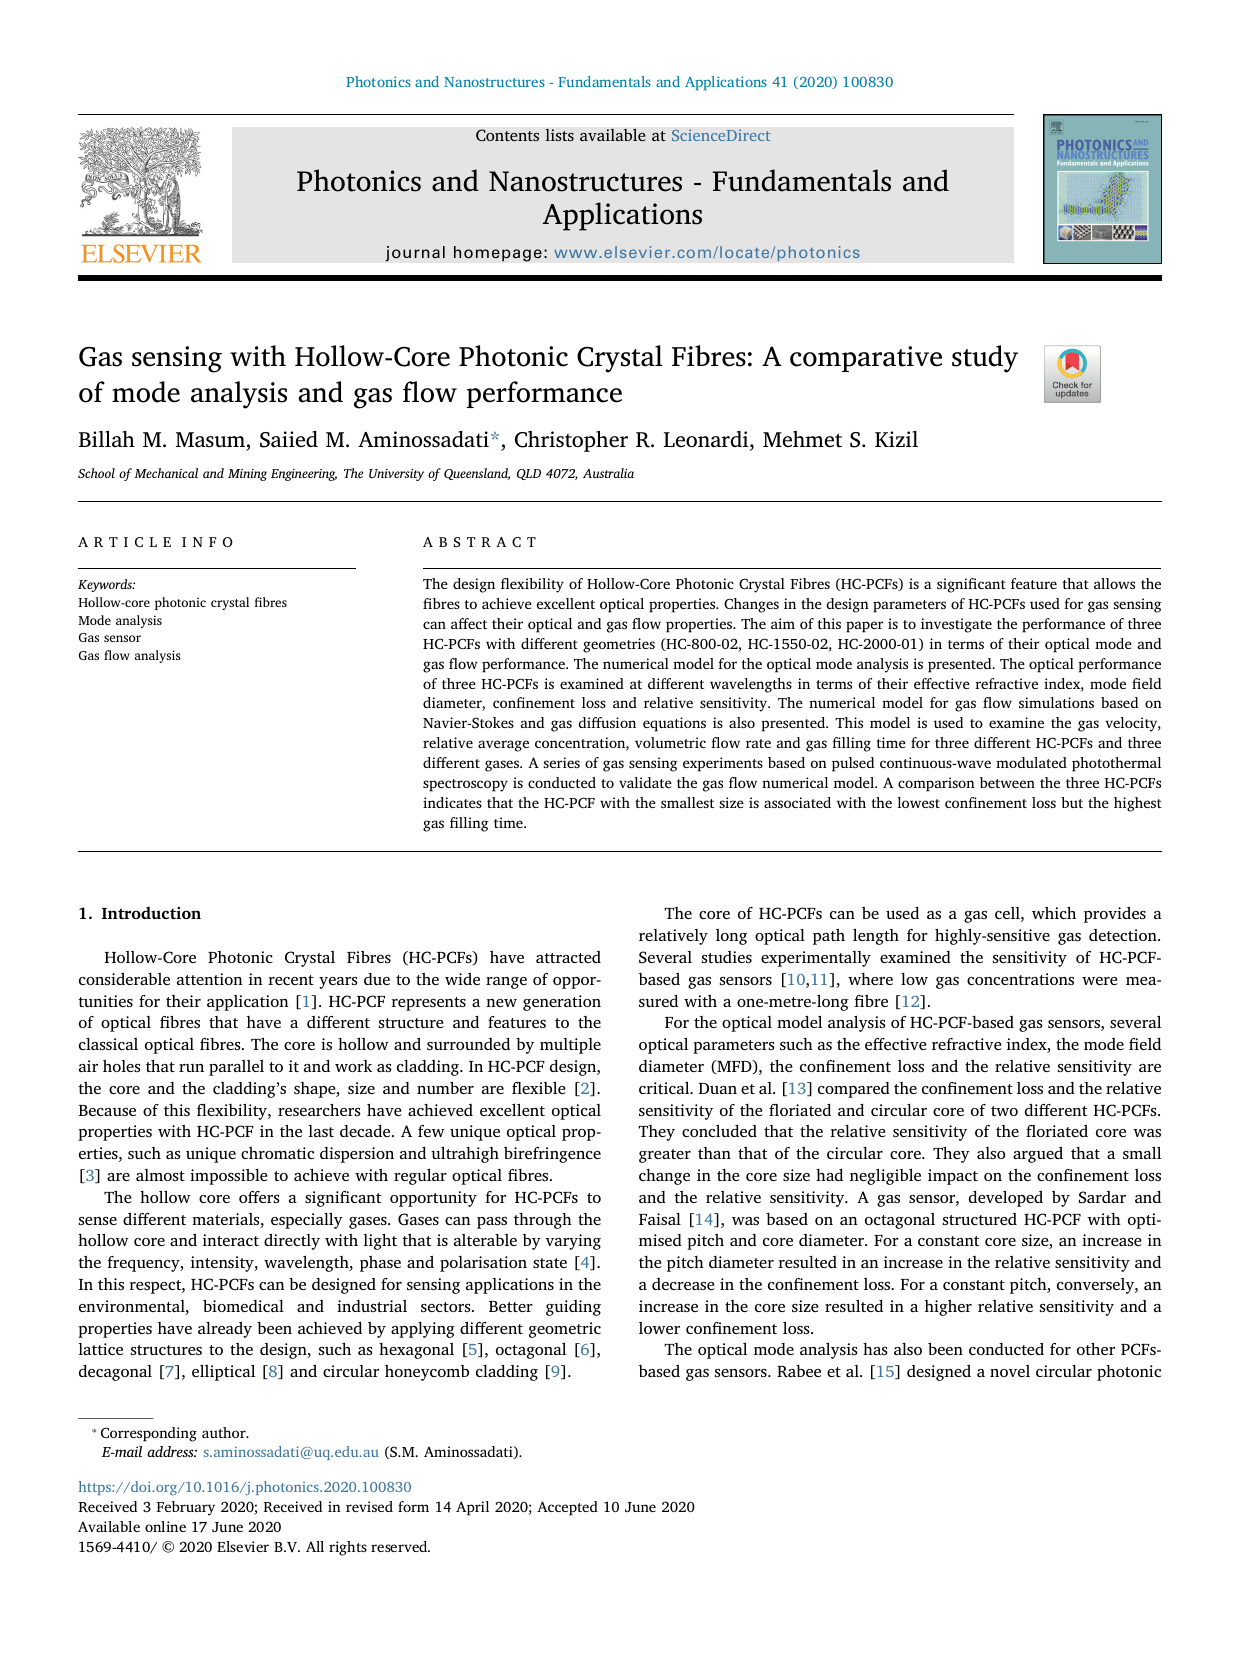 Photonics and Nanostructures - Fundamentals and Applications 41 (2020) 100830
Contents lists available at ScienceDirect
Photonics and Nanostructures - Fundamentals and
Applications
journal homepage: www.elsevier.com/locate/photonics
ELSEVIER
PHOTONICS AND
NANOSTRUCTURES
Fundamentals and Applications
Gas sensing with Hollow-Core Photonic Crystal Fibres: A comparative study
of mode analysis and gas flow performance
Check for
updates
Billah M. Masum, Saiied M. Aminossadati*, Christopher R. Leonardi, Mehmet S. Kizil
School of Mechanical and Mining Engineering, The University of Queensland, QLD 4072, Australia
ARTICLE INFO
Keywords:
Hollow-core photonic crystal fibres
Mode analysis
Gas sensor
Gas flow analysis
ABSTRACT
The design flexibility of Hollow-Core Photonic Crystal Fibres (HC-PCFs) is a significant feature that allows the
fibres to achieve excellent optical properties. Changes in the design parameters of HC-PCFs used for gas sensing
can affect their optical and gas flow properties. The aim of this paper is to investigate the performance of three
HC-PCFs with different geometries (HC-800-02, HC-1550-02, HC-2000-01) in terms of their optical mode and
gas flow performance. The numerical model for the optical mode analysis is presented. The optical performance
of three HC-PCFs is examined at different wavelengths in terms of their effective refractive index, mode field
diameter, confinement loss and relative sensitivity. The numerical model for gas flow simulations based on
Navier-Stokes and gas diffusion equations is also presented. This model is used to examine the gas velocity,
relative average concentration, volumetric flow rate and gas filling time for three different HC-PCFs and three
different gases. A series of gas sensing experiments based on pulsed continuous-wave modulated photothermal
spectroscopy is conducted to validate the gas flow numerical model. A comparison between the three HC-PCFs
indicates that the HC-PCF with the smallest size is associated with the lowest confinement loss but the highest
gas filling time.
1. Introduction
Hollow-Core Photonic Crystal Fibres (HC-PCFs) have attracted
considerable attention in recent years due to the wide range of oppor-
tunities for their application [1]. HC-PCF represents a new generation
of optical fibres that have a different structure and features to the
classical optical fibres. The core is hollow and surrounded by multiple
air holes that run parallel to it and work as cladding. In HC-PCF design,
the core and the cladding's shape, size and number are flexible [2].
Because of this flexibility, researchers have achieved excellent optical
properties with HC-PCF in the last decade. A few unique optical prop-
erties, such as unique chromatic dispersion and ultrahigh birefringence
[3] are almost impossible to achieve with regular optical fibres.
The hollow core offers a significant opportunity for HC-PCFs to
sense different materials, especially gases. Gases can pass through the
hollow core and interact directly with light that is alterable by varying
the frequency, intensity, wavelength, phase and polarisation state [4].
In this respect, HC-PCFs can be designed for sensing applications in the
environmental, biomedical and industrial sectors. Better guiding
properties have already been achieved by applying different geometric
lattice structures to the design, such as hexagonal [5], octagonal [6],
decagonal [7], elliptical [8] and circular honeycomb cladding [9].
The core of HC-PCFs can be used as a gas cell, which provides a
relatively long optical path length for highly-sensitive gas detection.
Several studies experimentally examined the sensitivity of HC-PCF-
based gas sensors [10,11], where low gas concentrations were mea-
sured with a one-metre-long fibre [12].
For the optical model analysis of HC-PCF-based gas sensors, several
optical parameters such as the effective refractive index, the mode field
diameter (MFD), the confinement loss and the relative sensitivity are
critical. Duan et al. [13] compared the confinement loss and the relative
sensitivity of the floriated and circular core of two different HC-PCFs.
They concluded that the relative sensitivity of the floriated core was
greater than that of the circular core. They also argued that a small
change in the core size had negligible impact on the confinement loss
and the relative sensitivity. A gas sensor, developed by Sardar and
Faisal [14], was based on an octagonal structured HC-PCF with opti-
mised pitch and core diameter. For a constant core size, an increase in
the pitch diameter resulted in an increase in the relative sensitivity and
a decrease in the confinement loss. For a constant pitch, conversely, an
increase in the core size resulted in a higher relative sensitivity and a
lower confinement loss.
The optical mode analysis has also been conducted for other PCFs-
based gas sensors. Rabee et al. [15] designed a novel circular photonic
* Corresponding author.
E-mail address: s.aminossadati@uq.edu.au (S.M. Aminossadati).
https://doi.org/10.1016/j.photonics.2020.100830
Received 3 February 2020; Received in revised form 14 April 2020; Accepted 10 June 2020
Available online 17 June 2020
1569-4410/ © 2020 Elsevier B.V. All rights reserved.